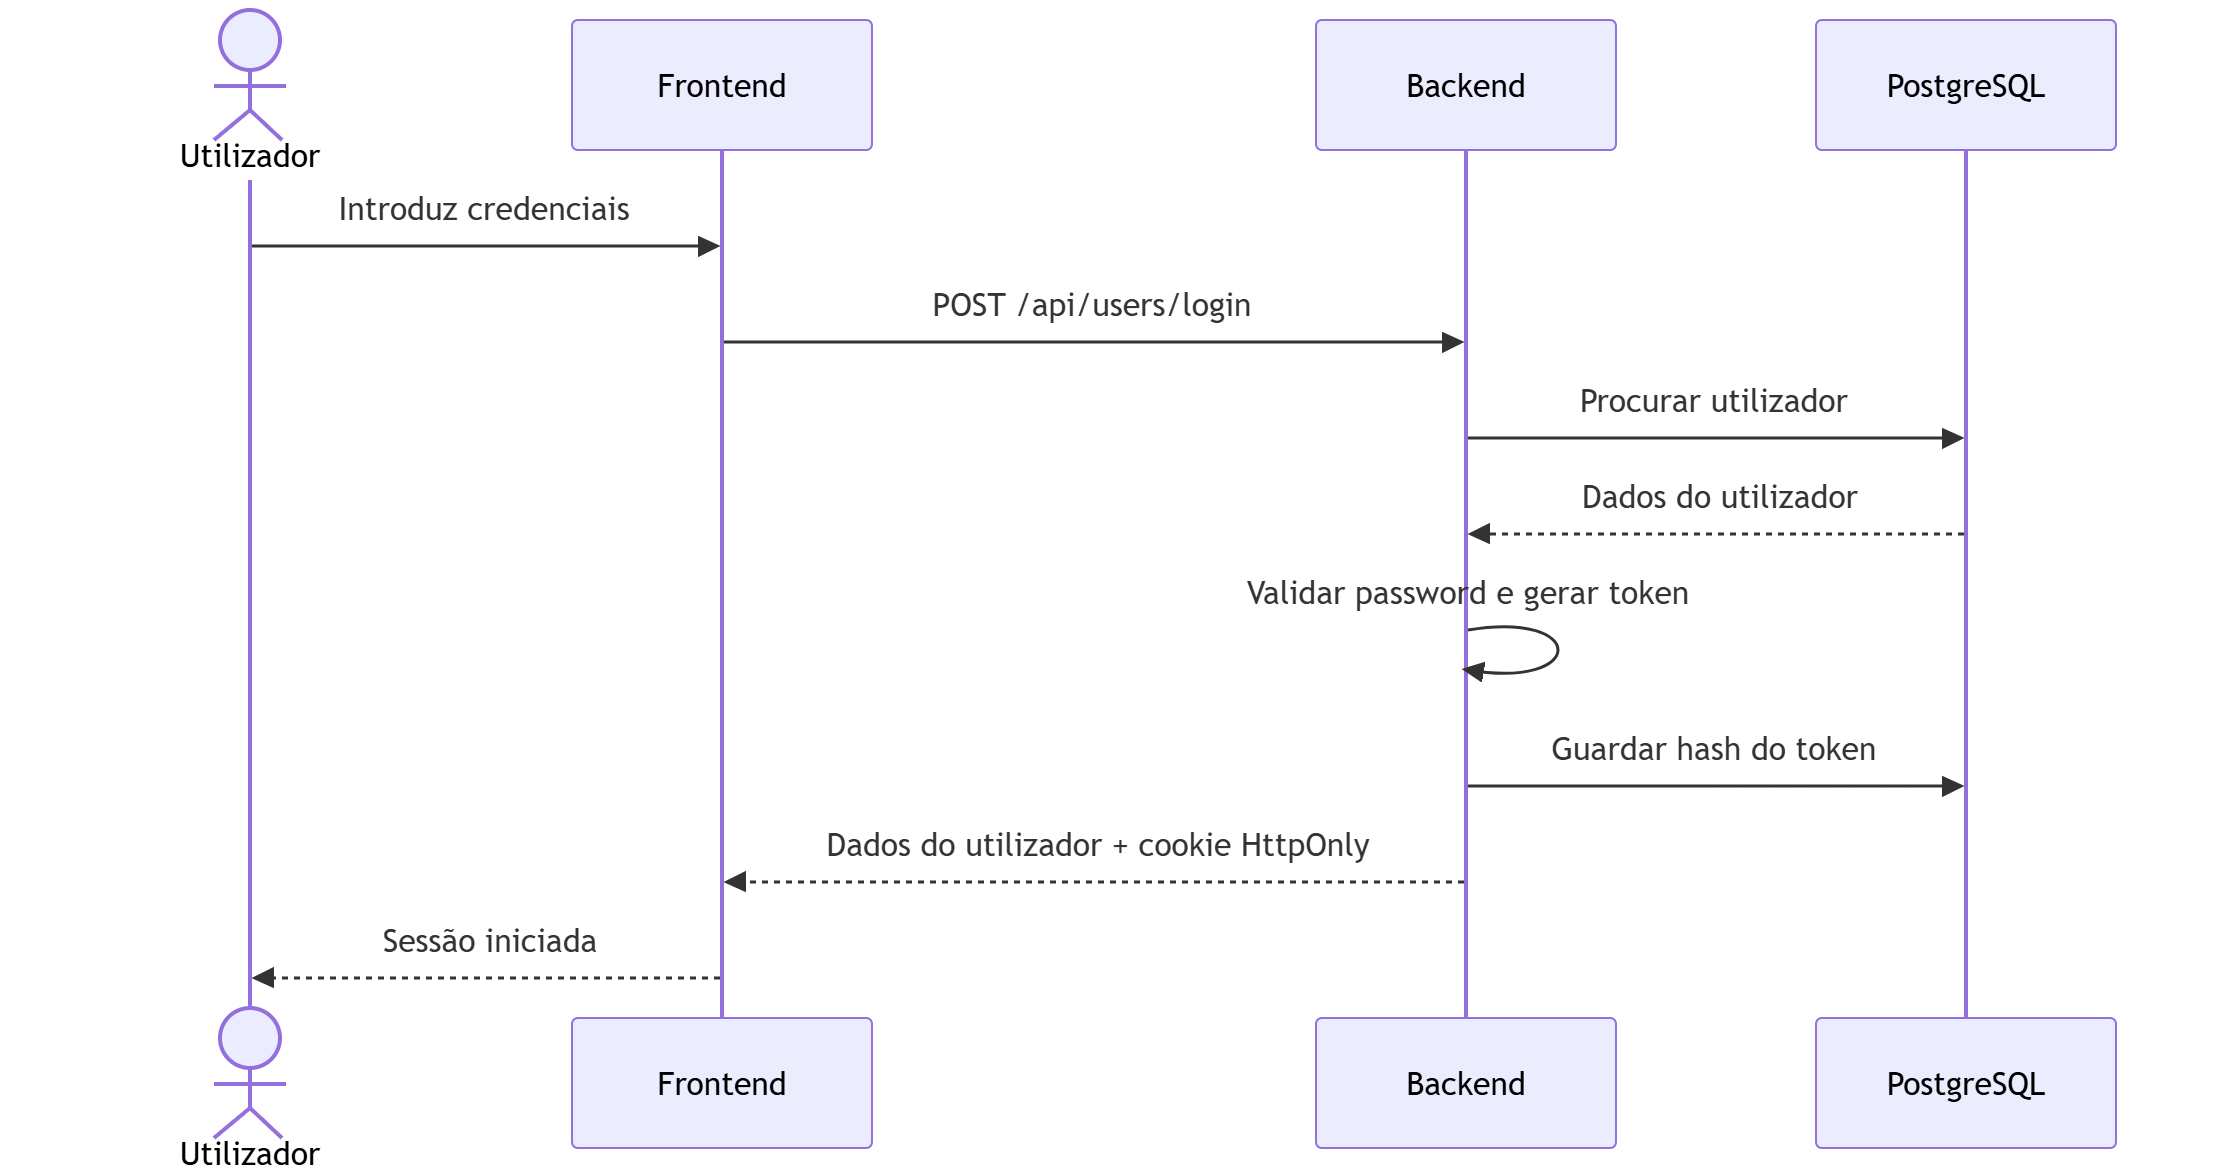 Utilizador
Frontend
Backend
PostgreSQL
Introduz credenciais
POST /api/users/login
Procurar utilizador
Dados do utilizador
Validar password e gerar token
Guardar hash do token
Dados do utilizador + cookie HttpOnly
Sessão iniciada
Utilizador
Frontend
Backend
PostgreSQL